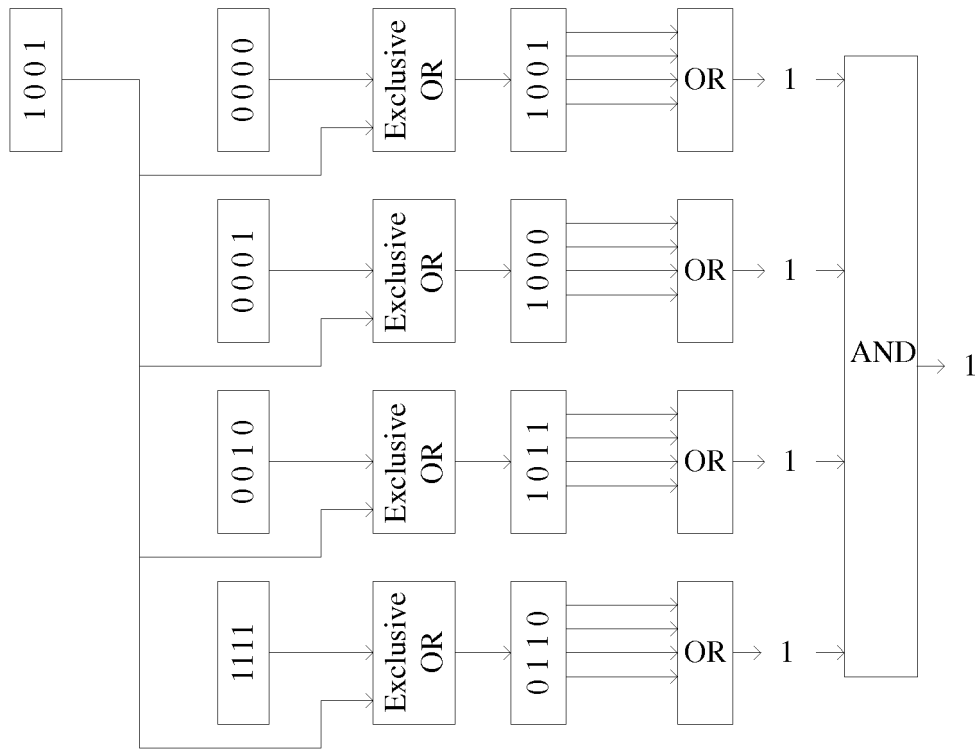 1 0 0 1
0 0 0 0
Exclusive
OR
1 0 0 1
OR
1
0 0 0 1
Exclusive
OR
1 0 0 0
OR
1
AND
1
0 0 1 0
Exclusive
OR
1 0 1 1
OR
1
1111
Exclusive
OR
0 1 1 0
OR
1